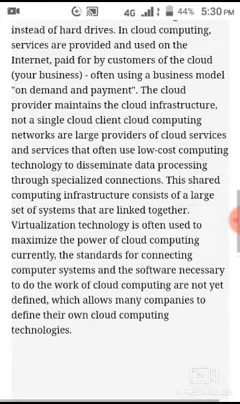 4G 44% 5:30 PM
instead of hard drives. In cloud computing,
services are provided and used on the
Internet, paid for by customers of the cloud
(your business) - often using a business model
"on demand and payment". The cloud
provider maintains the cloud infrastructure,
not a single cloud client cloud computing
networks are large providers of cloud services
and services that often use low-cost computing
technology to disseminate data processing
through specialized connections. This shared
computing infrastructure consists of a large
set of systems that are linked together.
Virtualization technology is often used to
maximize the power of cloud computing
currently, the standards for connecting
computer systems and the software necessary
to do the work of cloud computing are not yet
defined, which allows many companies to
define their own cloud computing
technologies.